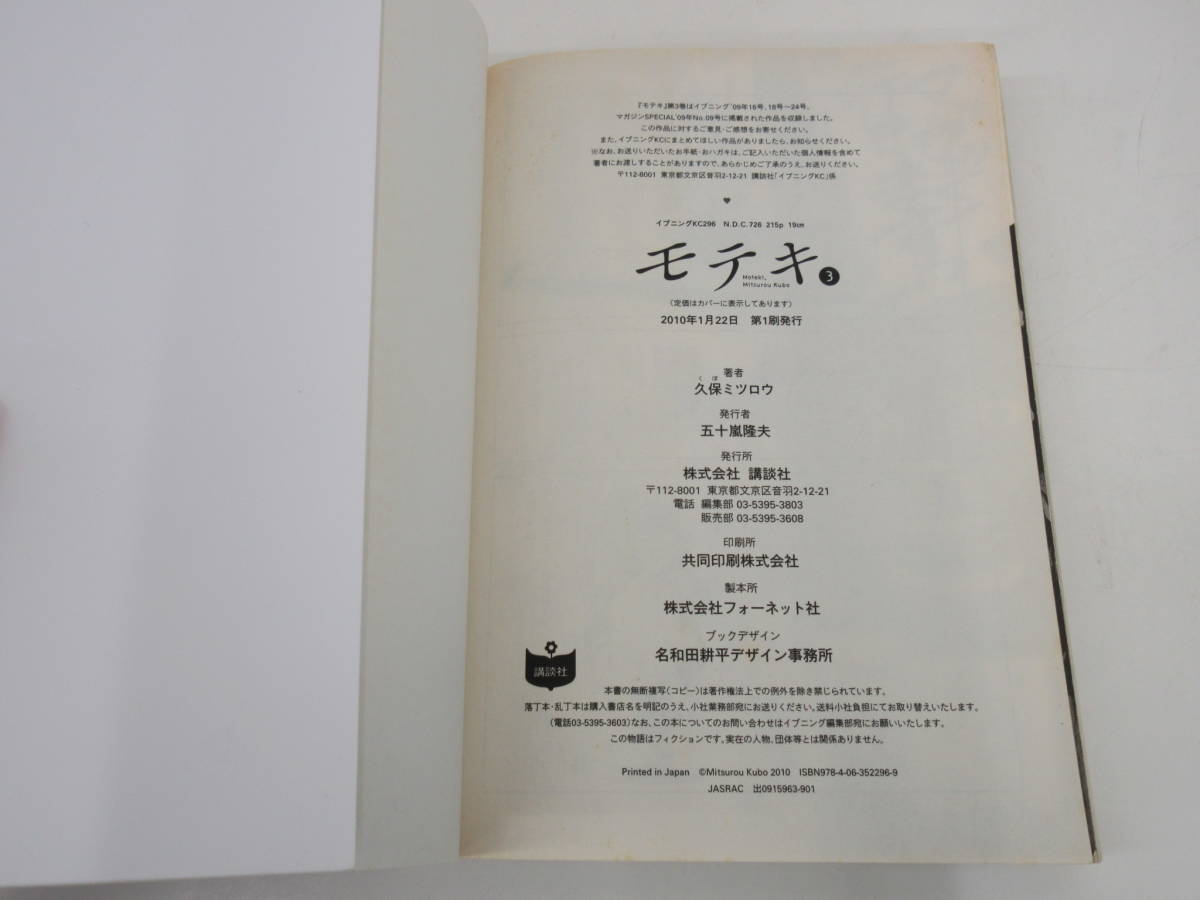 『モテキ』第3巻はイブニング'09年16号、18号〜24号、
マガジンSPECIAL'09年No.09号に掲載された作品を収録しました。
この作品に対するご意見・ご感想をお寄せください。
また、イブニングKCにまとめてほしい作品がありましたら、お知らせください。
※なお、お送りいただいたお手紙・おハガキは、ご記入いただいた個人情報を含めて
著者にお渡しすることがありますので、あらかじめご了承のうえ、お送りください。
〒112-8001 東京都文京区音羽2-12-21 講談社「イブニングKC」係
♥
イブニングKC296 N.D.C.726 215p 19㎝
モテキ 3
Moteki.
Mitsurou Kubo
(定価はカバーに表示してあります)
2010年1月22日 第1刷発行
著者
くぼ
久保ミツロウ
発行者
五十嵐隆夫
発行所
株式会社 講談社
〒112-8001 東京都文京区音羽2-12-21
電話 編集部 03-5395-3803
販売部 03-5395-3608
印刷所
共同印刷株式会社
製本所
株式会社フォーネット社
ブックデザイン
名和田耕平デザイン事務所
講談社
本書の無断複写(コピー)は著作権法上での例外を除き禁じられています。
落丁本・乱丁本は購入書店名を明記のうえ、小社業務部宛にお送りください。送料小社負担にてお取り替えいたします。
(電話03-5395-3603)なお、この本についてのお問い合わせはイブニング編集部宛にお願いいたします。
この物語はフィクションです。実在の人物、団体等とは関係ありません。
Printed in Japan ©Mitsurou Kubo 2010 ISBN978-4-06-352296-9
JASRAC 出0915963-901